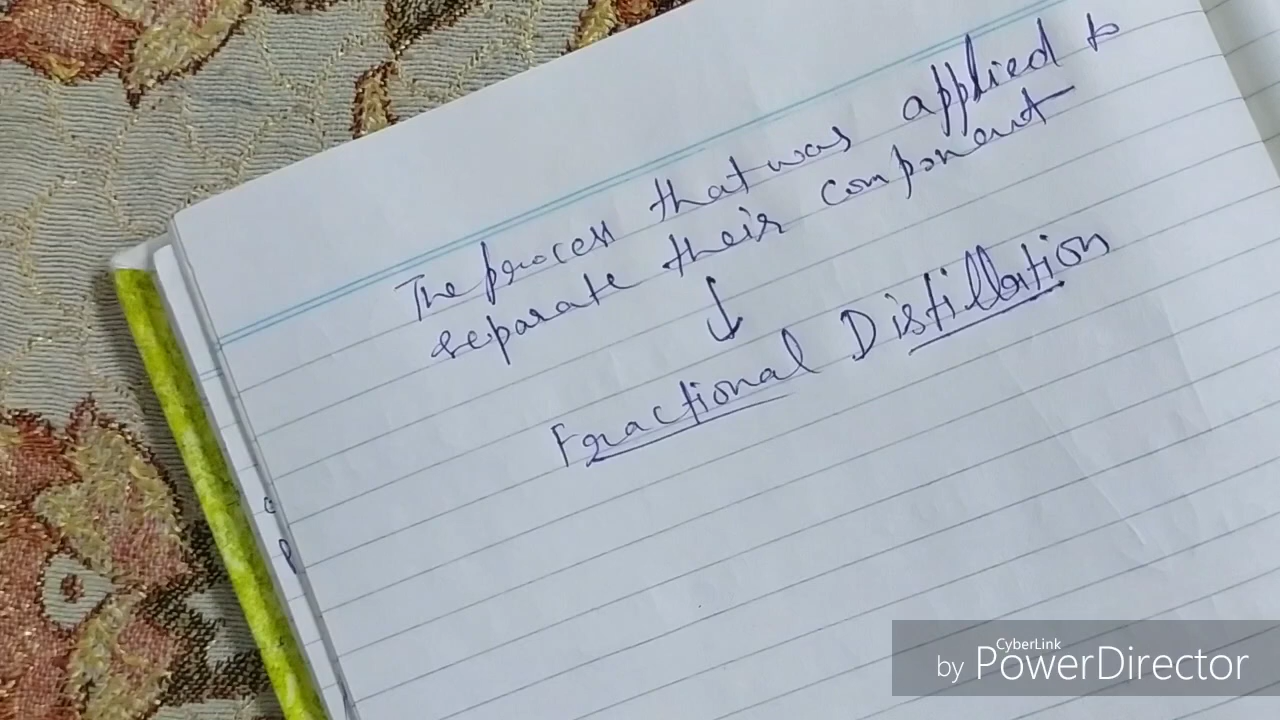 The process that was applied to
separate their component
↓
Fractional Distillation
CyberLink
by PowerDirector